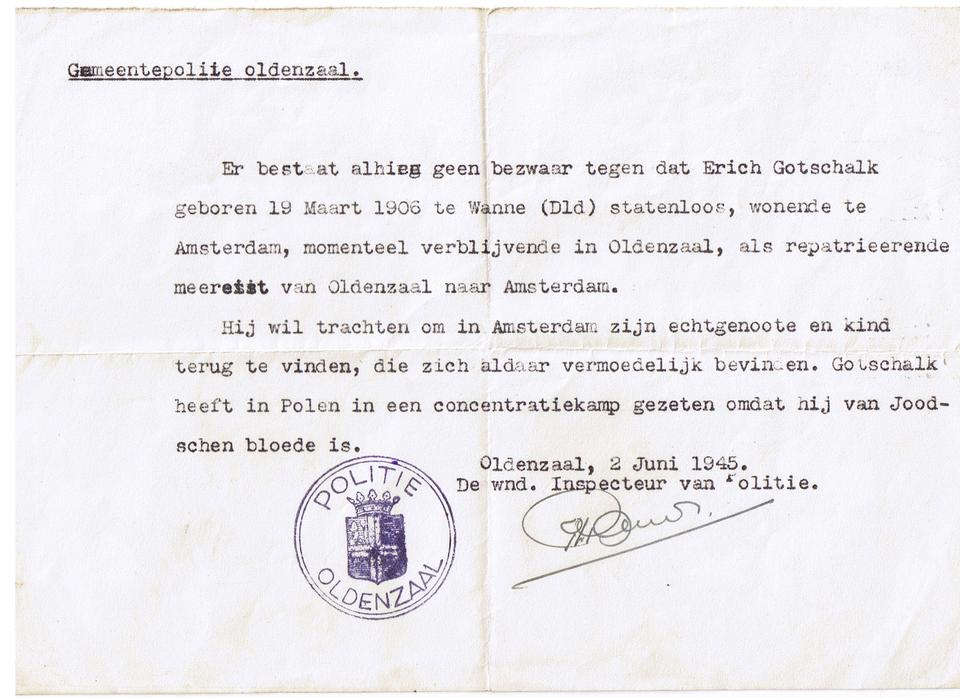 Gemeentepolite oldenzaal.
Er bestaat alhier geen bezwaar tegen dat Erich Gotschalk
geboren 19 Maart 1906 te Wanne (Dld) statenloos, wonende te
Amsterdam, momenteel verblijvende in Oldenzaal, als repatrieerende
meereist van Oldenzaal naar Amsterdam.
Hij wil trachten om in Amsterdam zijn echtgenoote en kind
terug te vinden, die zich aldaar vermoedelijk bevinden. Gotschalk
heeft in Polen in een concentratiekamp gezeten omdat hij van Jood-
schen bloede is.
Oldenzaal, 2 Juni 1945.
De wnd. Inspecteur van Politie.
POLITIE
OLDENZAAL